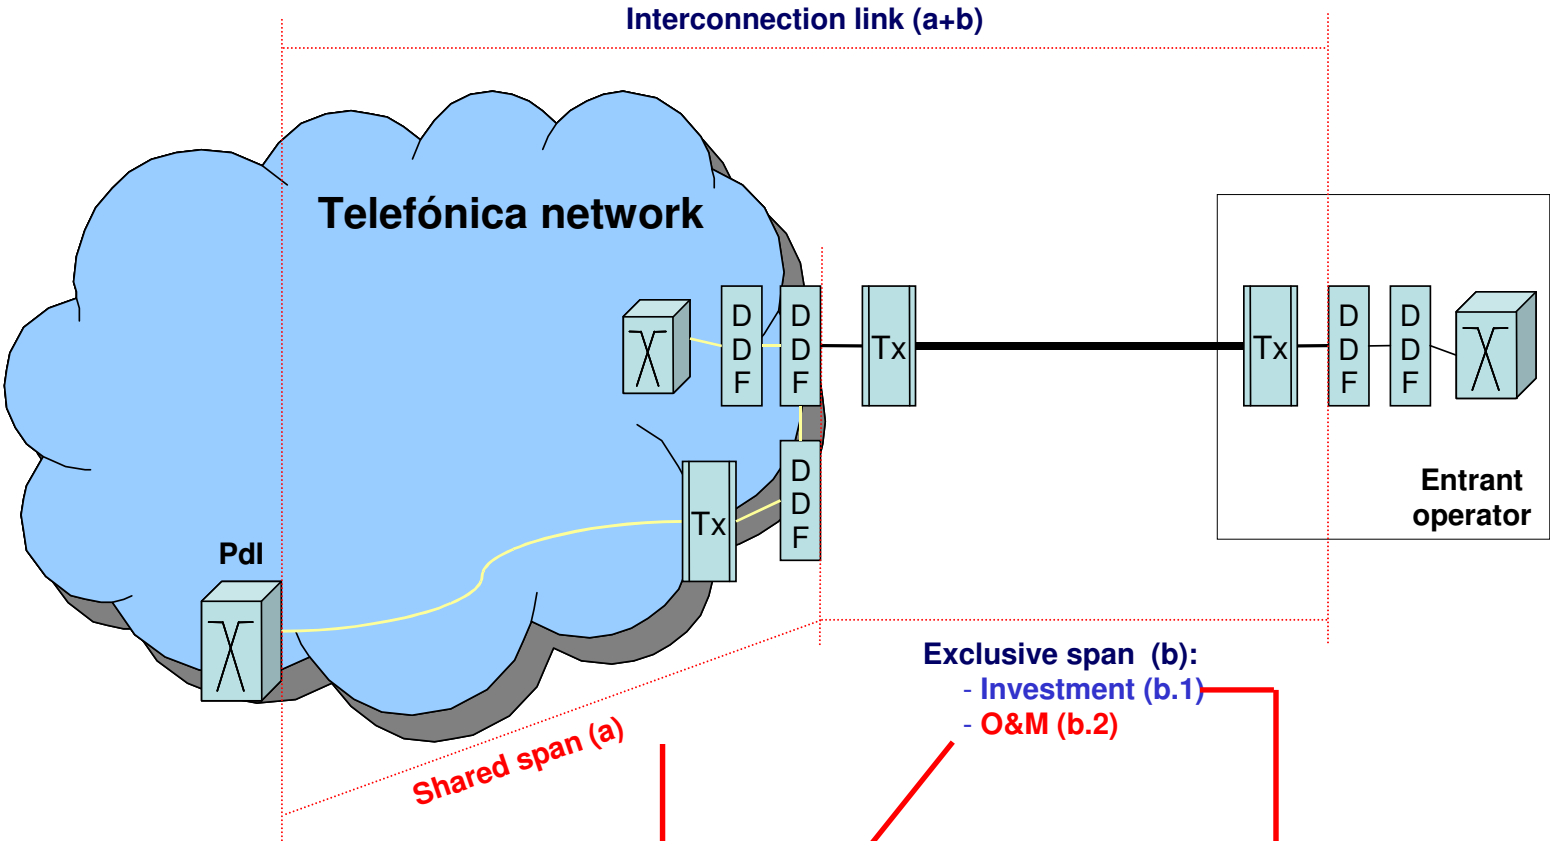 Interconnection link (a+b)
Telefónica network
D
D
F
D
D
F
Tx
Tx
D
D
F
D
D
F
D
D
F
Tx
Entrant
operator
PdI
Exclusive span (b):
- Investment (b.1)
- O&M (b.2)
Shared span (a)